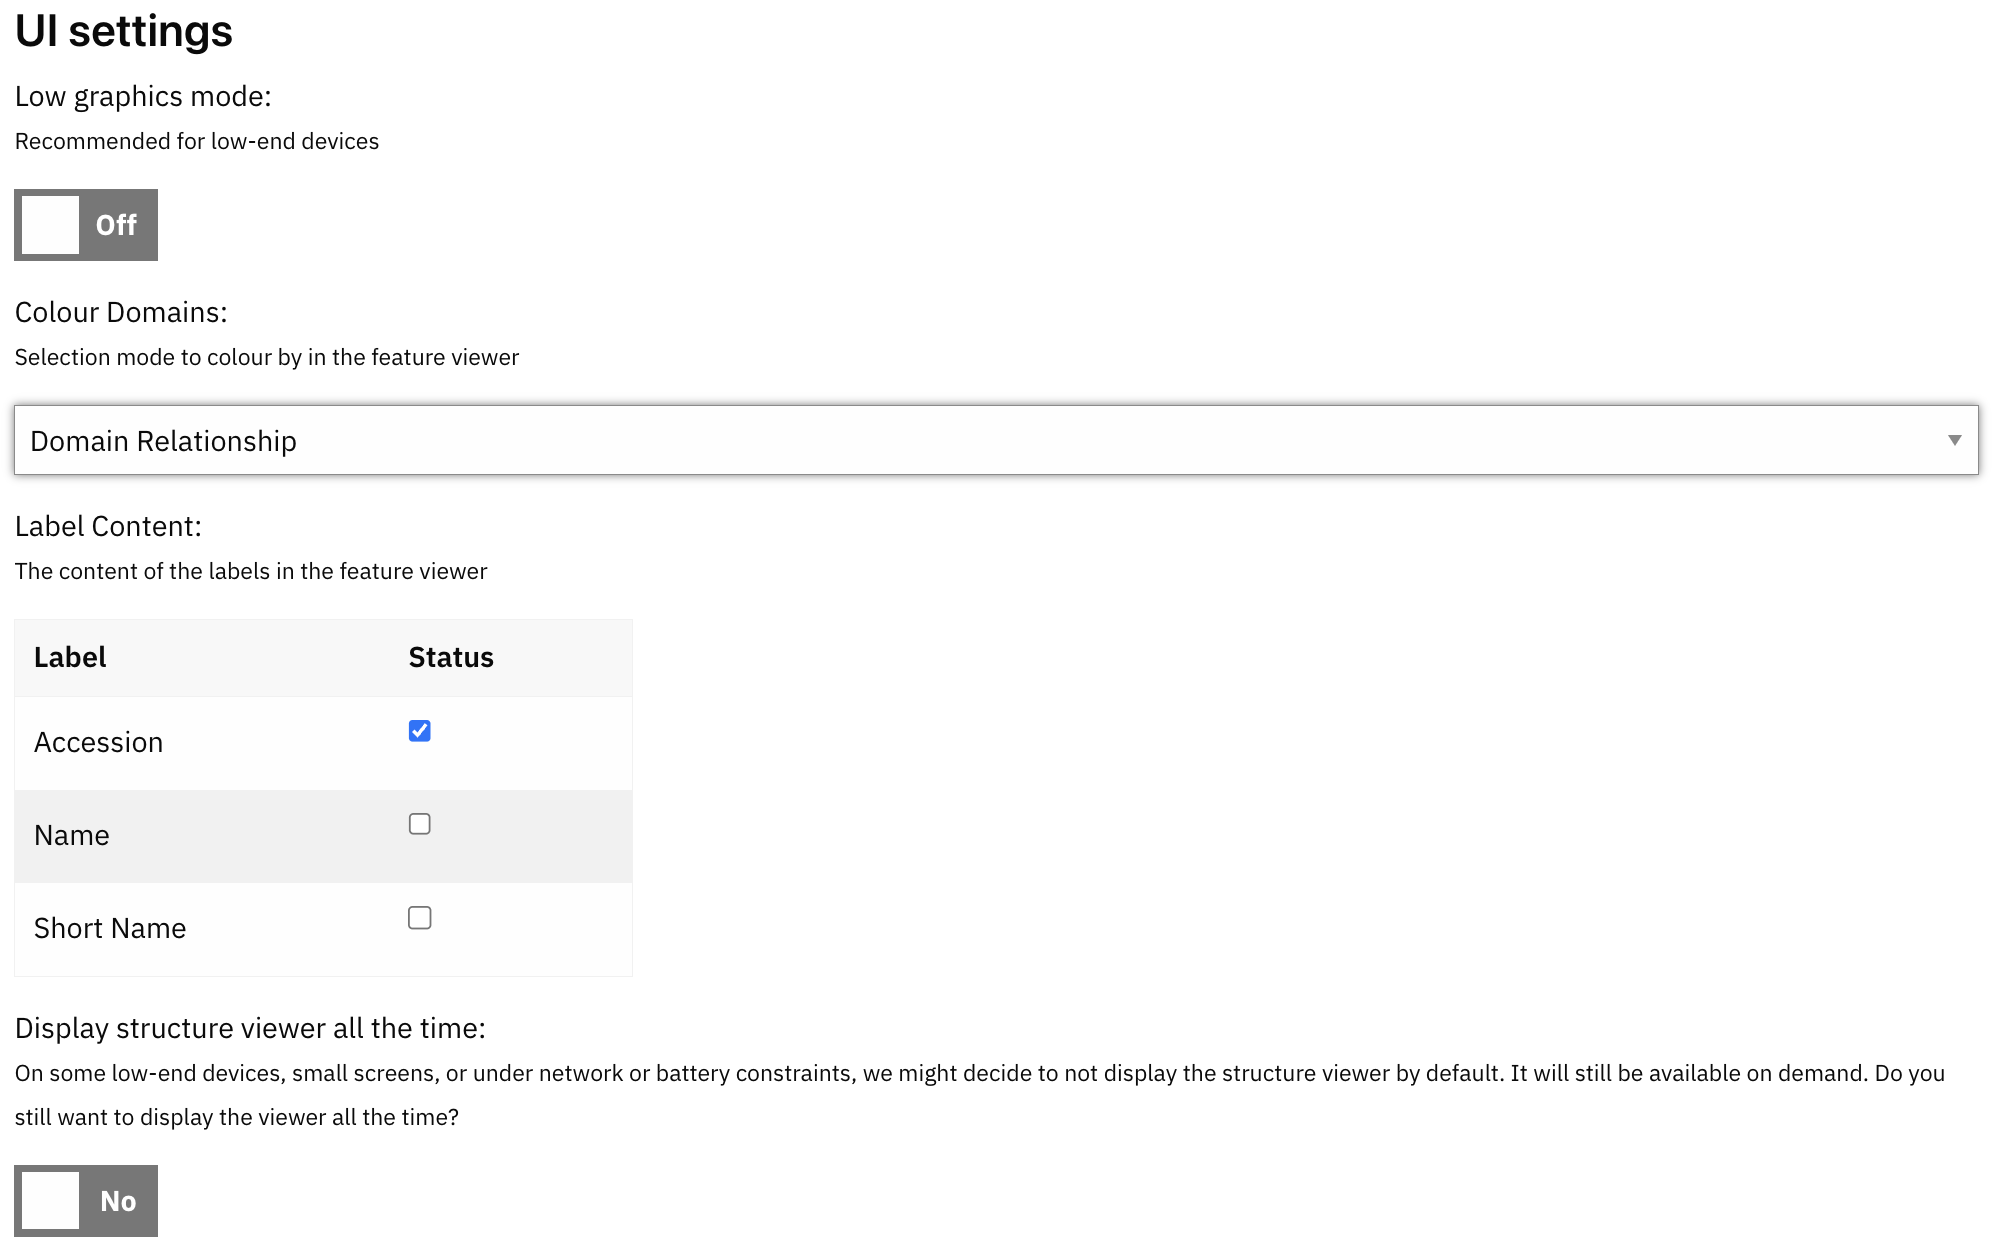 UI settings
Low graphics mode:
Recommended for low-end devices
Off
Colour Domains:
Selection mode to colour by in the feature viewer
Domain Relationship
Label Content:
The content of the labels in the feature viewer
Label Status
Accession
Name
Short Name
Display structure viewer all the time:
On some low-end devices, small screens, or under network or battery constraints, we might decide to not display the structure viewer by default. It will still be available on demand. Do you
still want to display the viewer all the time?
No